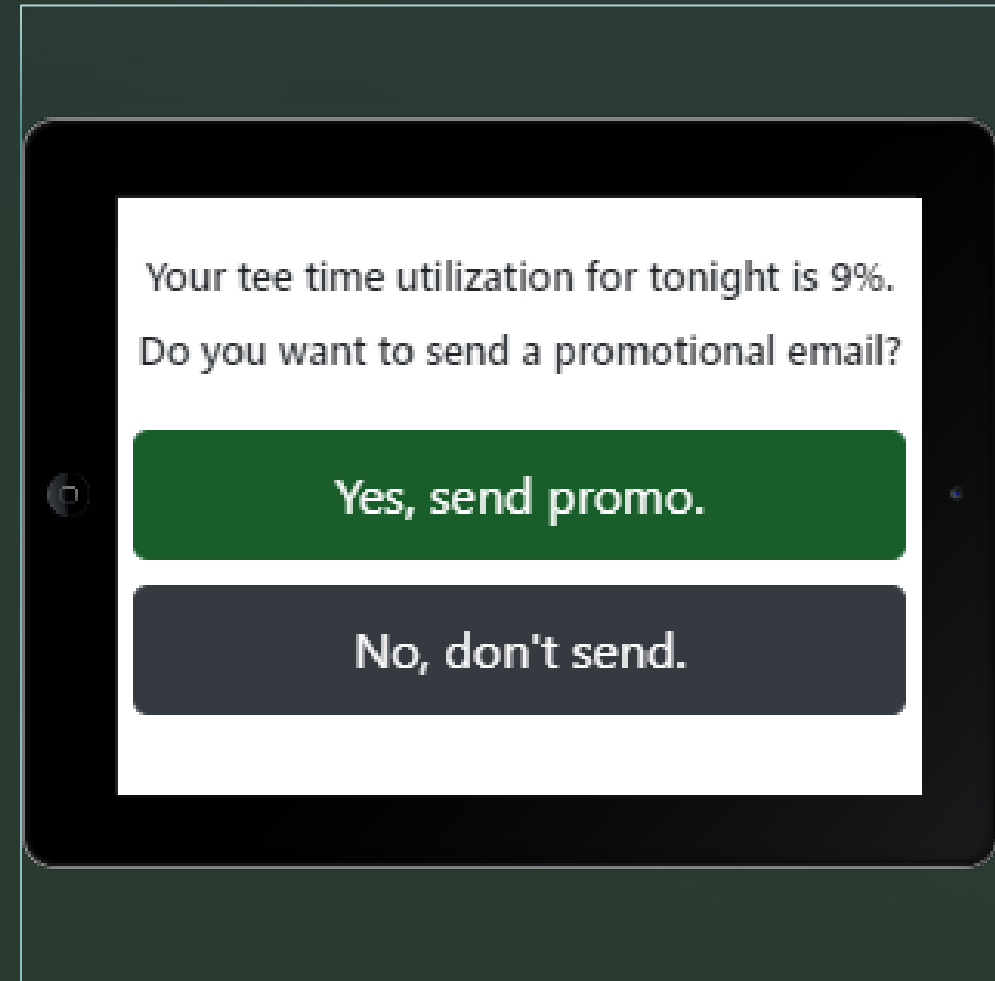 Your tee time utilization for tonight is 9%.
Do you want to send a promotional email?
Yes, send promo.
No, don't send.